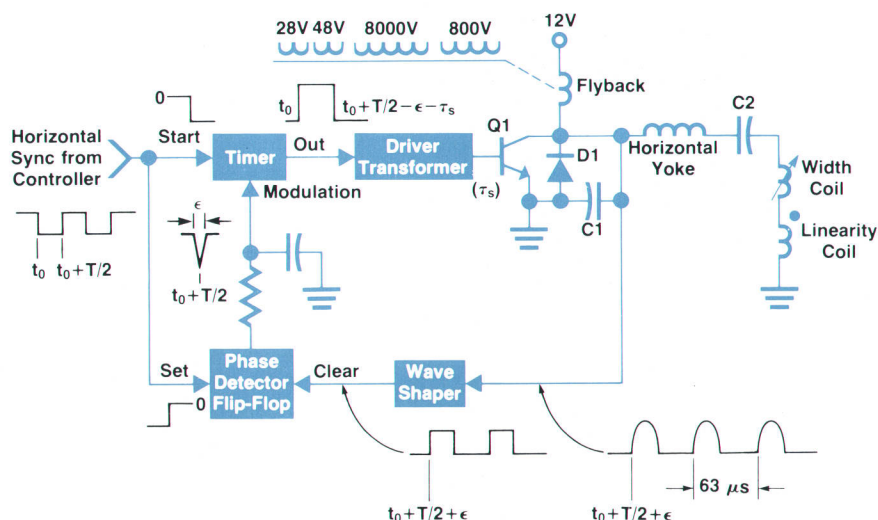 28V 48V 8000V 800V
12V
Flyback
0
Start
t₀
t₀+T/2−ϵ−τₛ
Horizontal
Sync from
Controller
Timer
Out
Driver
Transformer
Q1
(τₛ)
D1
C1
Horizontal
Yoke
C2
Width
Coil
Linearity
Coil
Modulation
ϵ
t₀+T/2
t₀ t₀+T/2
Set
0
Phase
Detector
Flip-Flop
Clear
Wave
Shaper
t₀+T/2+ϵ
63 μs
t₀+T/2+ϵ